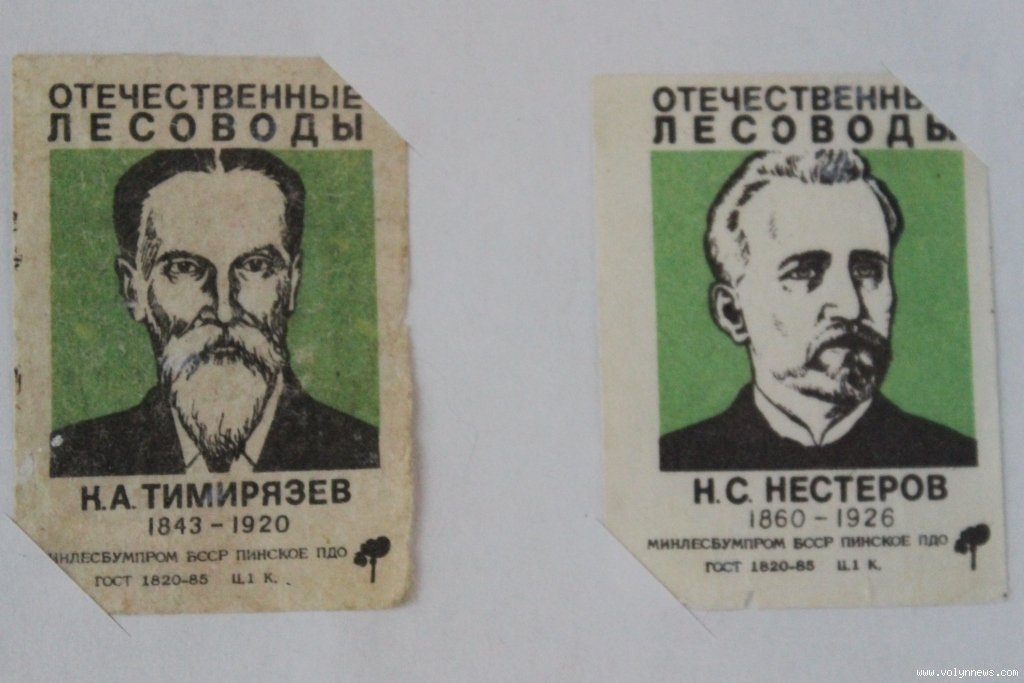 ОТЕЧЕСТВЕННЫЕ
ЛЕСОВОДЫ
К.А. ТИМИРЯЗЕВ
1843 - 1920
МИНЛЕСБУМПРОМ БССР ПИНСКОЕ ПДО
ГОСТ 1820-85 Ц.1 К.
ОТЕЧЕСТВЕНН
ЛЕСОВОДЫ
Н.С. НЕСТЕРОВ
1860 - 1926
МИНЛЕСБУМПРОМ БССР ПИНСКОЕ ПДО
ГОСТ 1820-85 Ц.1 К.
www.volynnews.com